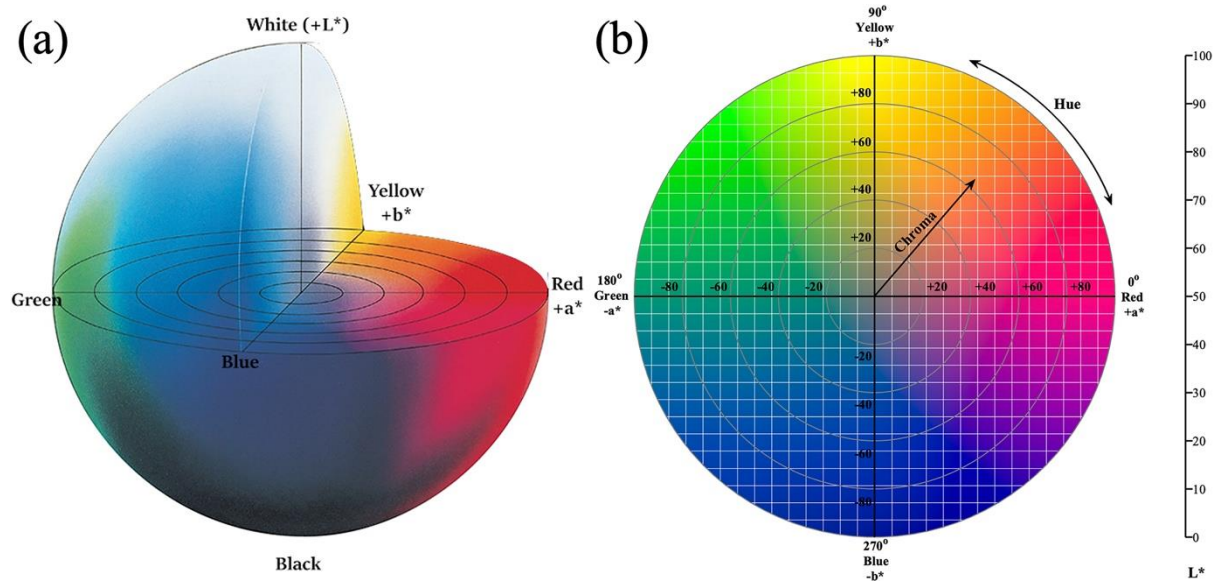 (a)
White (+L*)
Yellow
+b*
Green
Red
+a*
Blue
Black
(b)
90°
Yellow
+b*
Hue
Chroma
+80
+60
+40
+20
180°
Green
-a*
-80
-60
-40
-20
+20
+40
+60
+80
0°
Red
+a*
-20
-40
-60
-80
270°
Blue
-b*
100
90
80
70
60
50
40
30
20
10
0
L*